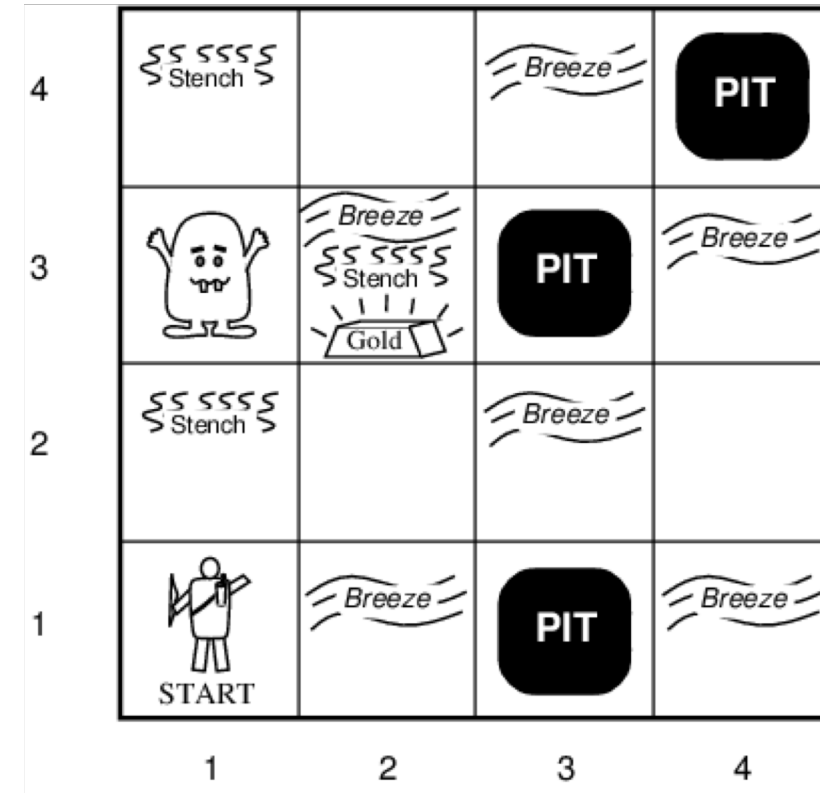 4
Stench
Breeze
PIT
3
Breeze
Stench
Gold
PIT
Breeze
2
Stench
Breeze
1
START
Breeze
PIT
Breeze
1 2 3 4